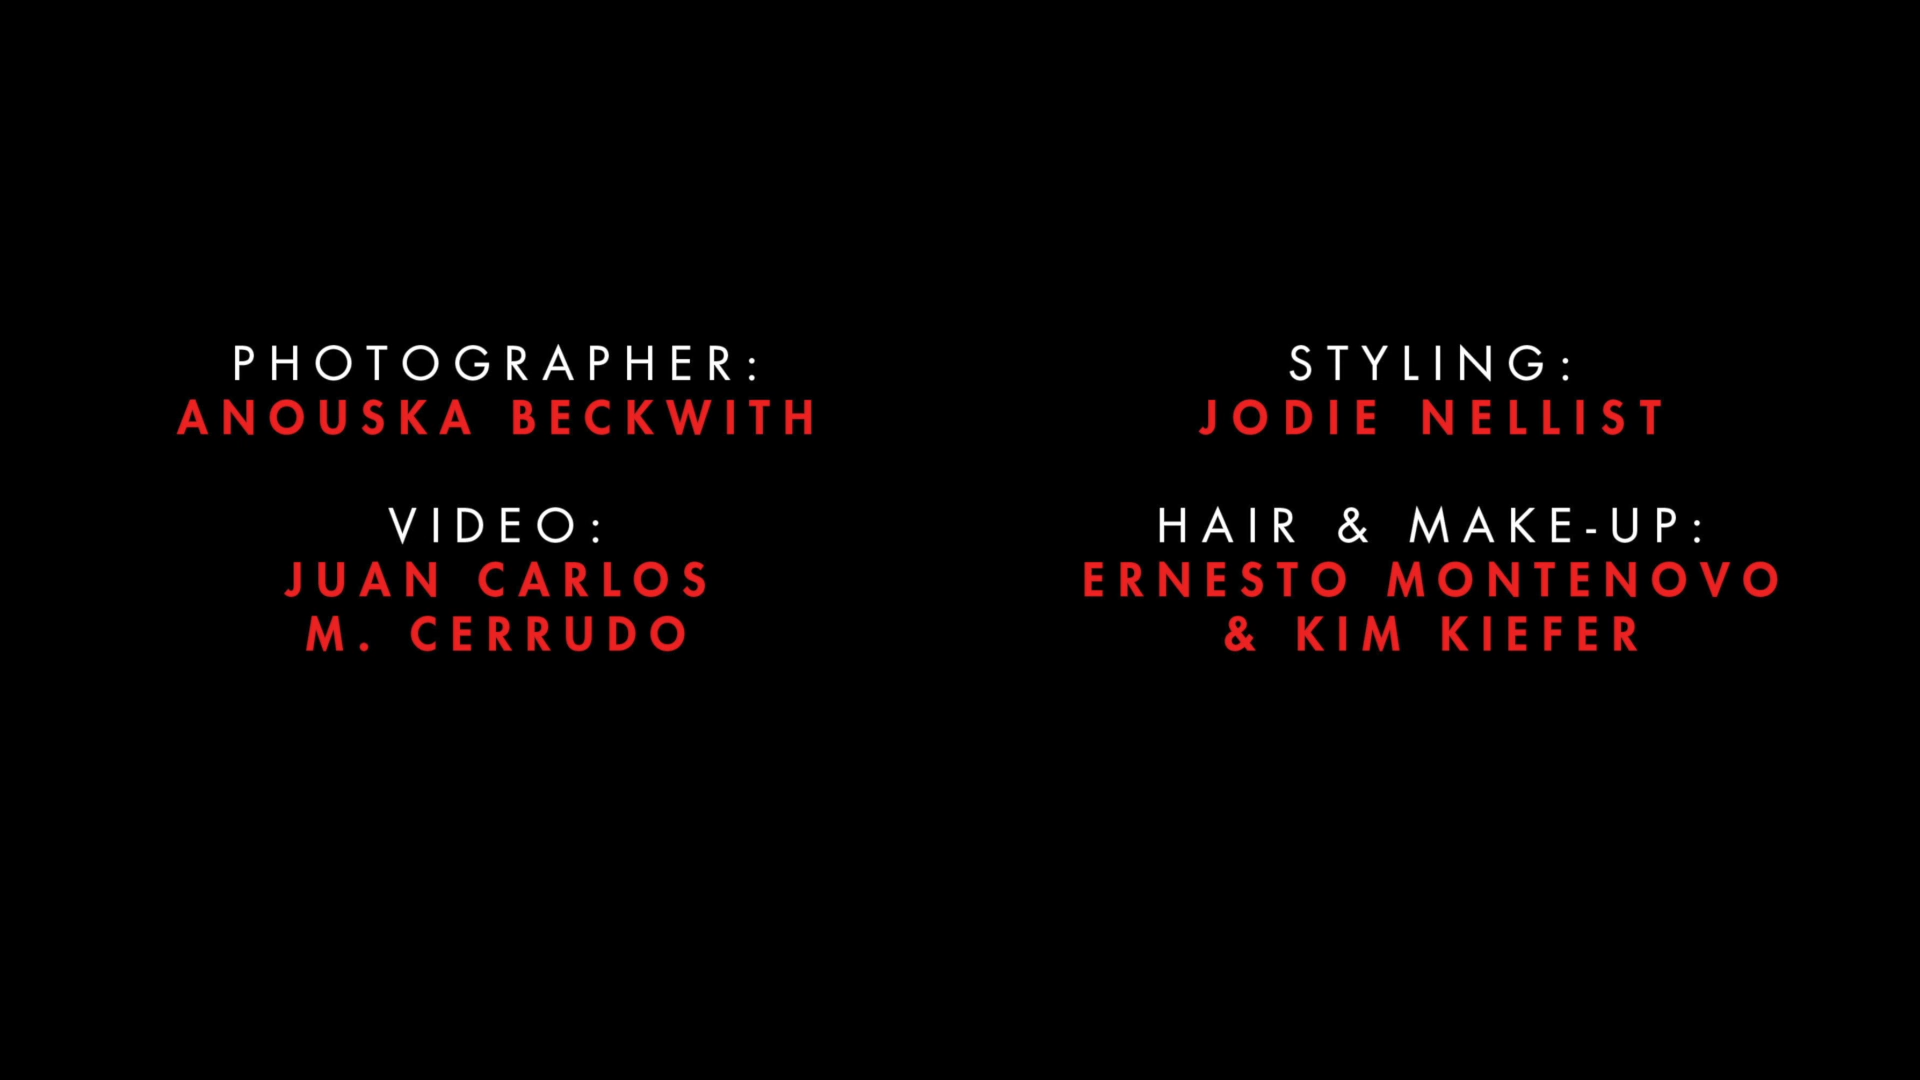 PHOTOGRAPHER:
ANOUSKA BECKWITH
VIDEO:
JUAN CARLOS
M. CERRUDO
STYLING:
JODIE NELLIST
HAIR & MAKE-UP:
ERNESTO MONTENOVO
& KIM KIEFER